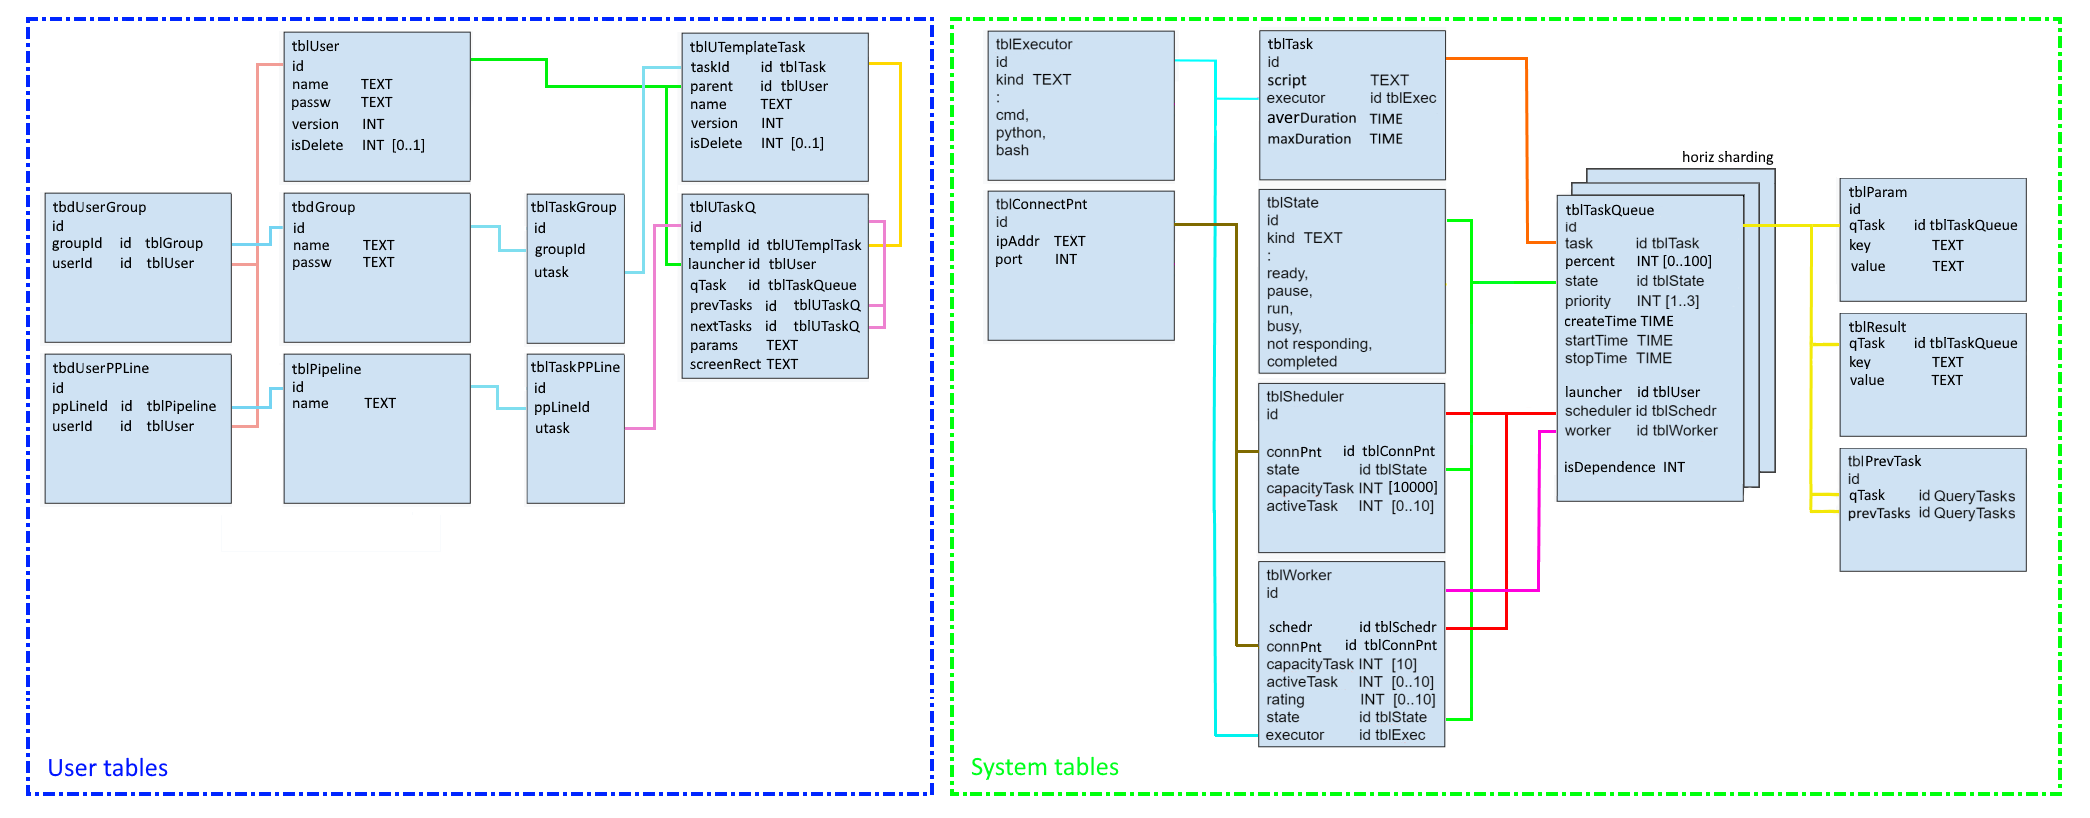 tblUser
id
name TEXT
passw TEXT
version INT
isDelete INT [0..1]
tblUTemplateTask
taskId id tblTask
parent id tblUser
name TEXT
version INT
isDelete INT [0..1]
tbdUserGroup
id
groupId id tblGroup
userId id tblUser
tbdGroup
id
name TEXT
passw TEXT
tblTaskGroup
id
groupId
utask
tblUTaskQ
id
templId id tblUTemplTask
launcher id tblUser
qTask id tblTaskQueue
prevTasks id tblUTaskQ
nextTasks id tblUTaskQ
params TEXT
screenRect TEXT
tbdUserPPLine
id
ppLineId id tblPipeline
userId id tblUser
tblPipeline
id
name TEXT
tblTaskPPLine
id
ppLineId
utask
User tables
tblExecutor
id
kind TEXT
:
cmd,
python,
bash
tblTask
id
script TEXT
executor id tblExec
averDuration TIME
maxDuration TIME
tblConnectPnt
id
ipAddr TEXT
port INT
tblState
id
kind TEXT
:
ready,
pause,
run,
busy,
not responding,
completed
tblSheduler
id
connPnt id tblConnPnt
state id tblState
capacityTask INT [10000]
activeTask INT [0..10]
tblWorker
id
schedr id tblSchedr
connPnt id tblConnPnt
capacityTask INT [10]
activeTask INT [0..10]
rating INT [0..10]
state id tblState
executor id tblExec
horiz sharding
tblTaskQueue
id
task id tblTask
percent INT [0..100]
state id tblState
priority INT [1..3]
createTime TIME
startTime TIME
stopTime TIME
launcher id tblUser
scheduler id tblSchedr
worker id tblWorker
isDependence INT
tblParam
id
qTask id tblTaskQueue
key TEXT
value TEXT
tblResult
qTask id tblTaskQueue
key TEXT
value TEXT
tblPrevTask
id
qTask id QueryTasks
prevTasks id QueryTasks
System tables